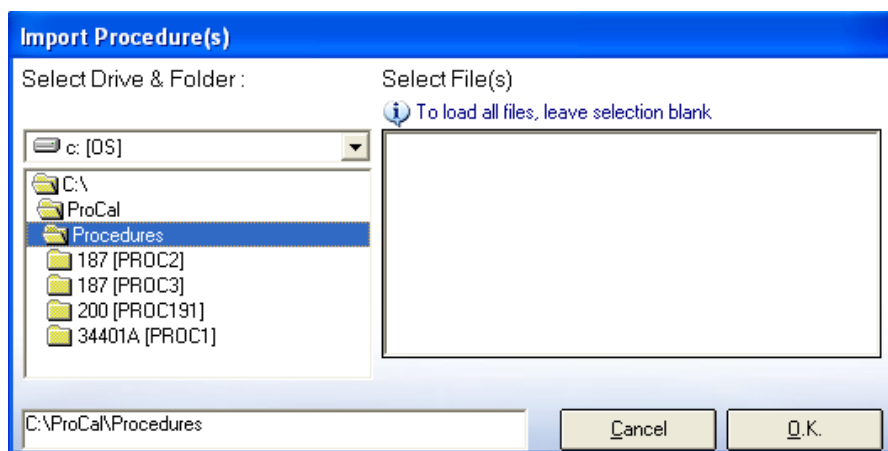 Import Procedure(s)
Select Drive & Folder :
Select File(s)
To load all files, leave selection blank
c: [OS]
C:\
ProCal
Procedures
187 [PROC2]
187 [PROC3]
200 [PROC191]
34401A [PROC1]
C:\ProCal\Procedures
Cancel
O.K.